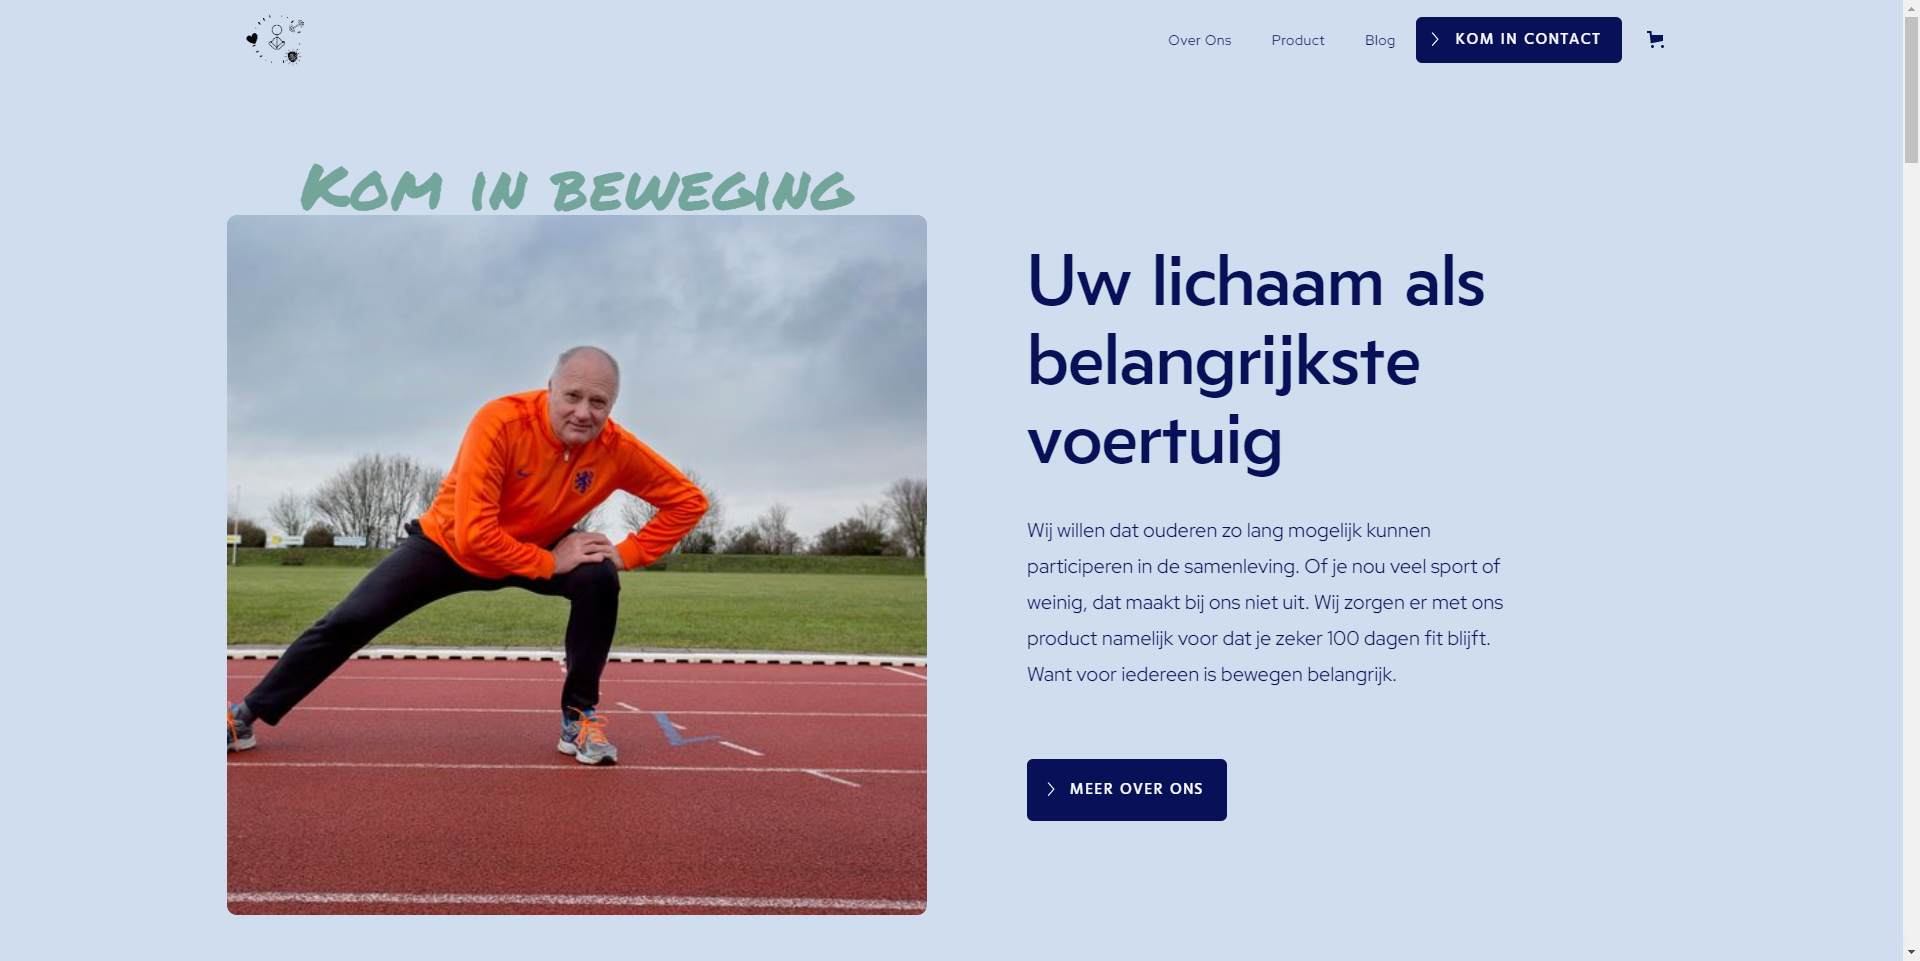 Over Ons
Product
Blog
KOM IN CONTACT
Kom in beweging
Uw lichaam als
belangrijkste
voertuig
Wij willen dat ouderen zo lang mogelijk kunnen
participeren in de samenleving. Of je nou veel sport of
weinig, dat maakt bij ons niet uit. Wij zorgen er met ons
product namelijk voor dat je zeker 100 dagen fit blijft.
Want voor iedereen is bewegen belangrijk.
MEER OVER ONS